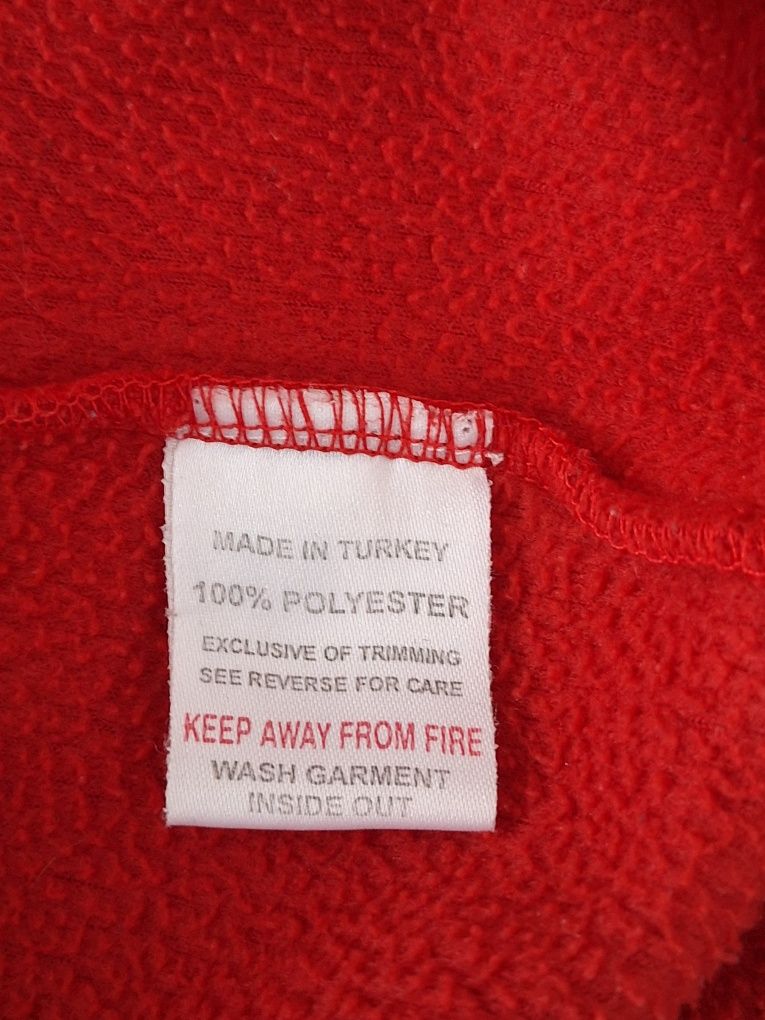 MADE IN TURKEY
100% POLYESTER
EXCLUSIVE OF TRIMMING
SEE REVERSE FOR CARE
KEEP AWAY FROM FIRE
WASH GARMENT
INSIDE OUT